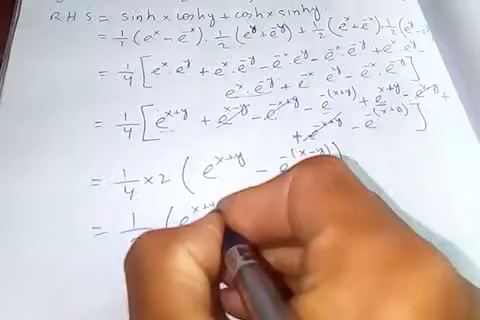 RHS = sinhx × coshy + coshx × sinhy
= 1/2 (e^x - e^-x) . 1/2 (e^y + e^-y) + 1/2 (e^x + e^-x) . 1/2 (e^y -
= 1/4 [ e^x . e^y + e^x . e^-y - e^-x . e^y - e^-x . e^-y + e^x . e^y -
e^x . e^-y + e^-x . e^y - e^-x . e^-y ]
= 1/4 [ e^x+y + e^x-y - e^-x+y - e^-(x+y) + e^x+y - e^x-y +
+ e^-x+y - e^-(x+y) ]
= 1/4 × 2 ( e^x+y - e^-(x-y) )
= 1 ( e^x+y